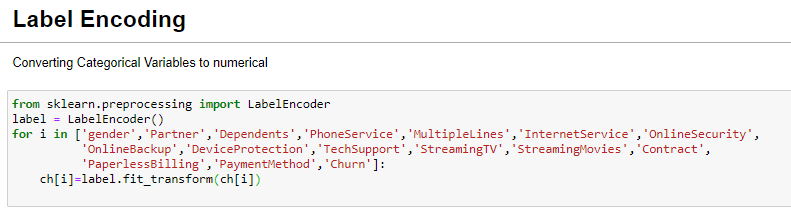 Label Encoding
Converting Categorical Variables to numerical
from sklearn.preprocessing import LabelEncoder
label = LabelEncoder()
for i in ['gender','Partner','Dependents','PhoneService','MultipleLines','InternetService','OnlineSecurity',
'OnlineBackup','DeviceProtection','TechSupport','StreamingTV','StreamingMovies','Contract',
'PaperlessBilling','PaymentMethod','Churn']:
ch[i]=label.fit_transform(ch[i])